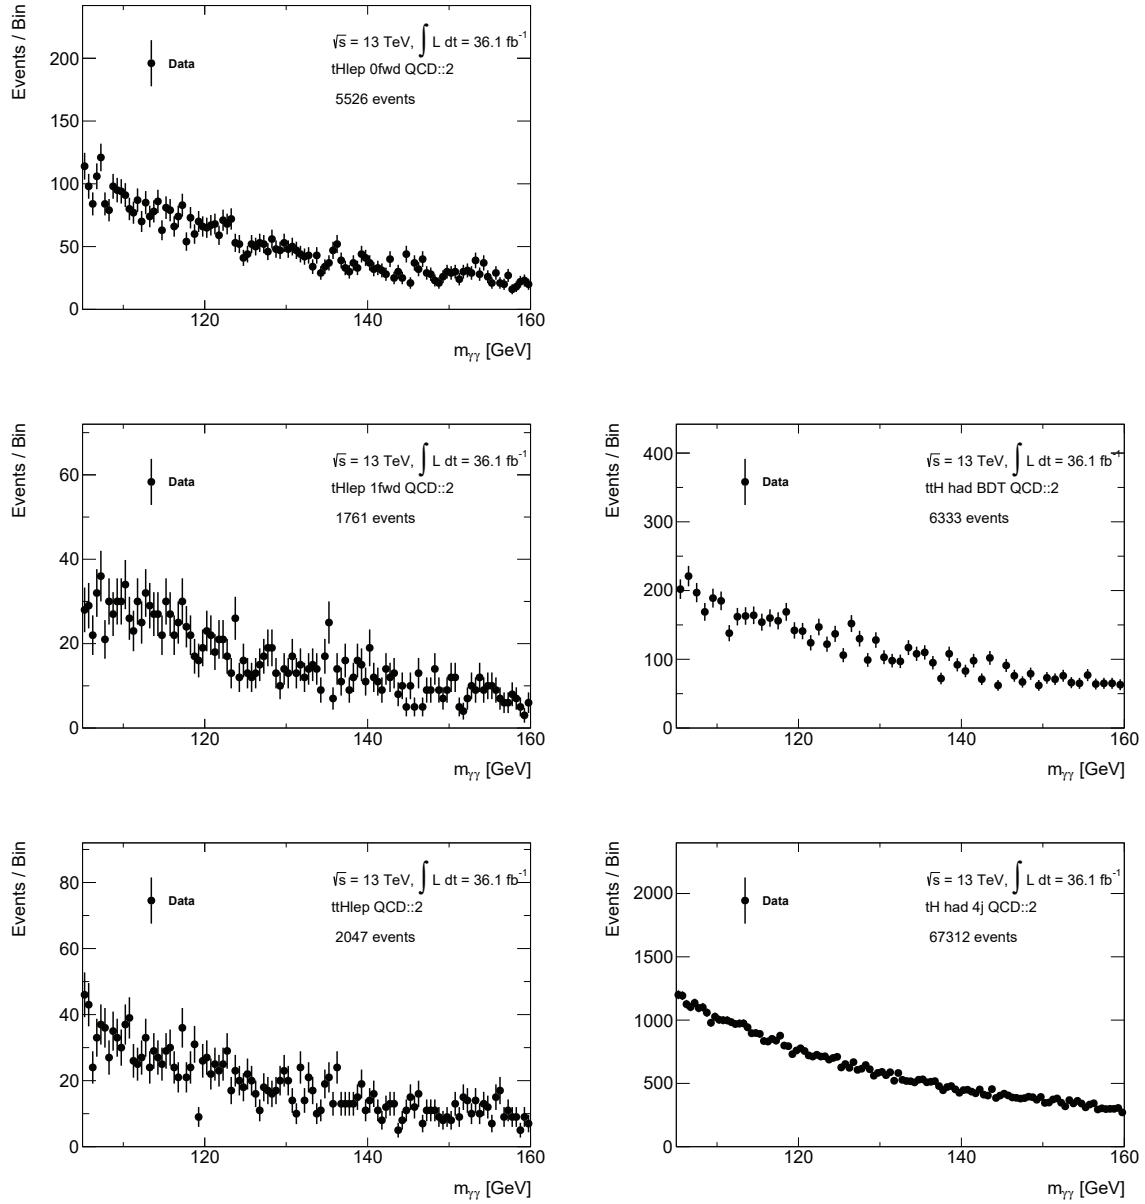 Events / Bin
√s = 13 TeV, ∫ L dt = 36.1 fb⁻¹
tHlep 0fwd QCD::2
5526 events
Data
200
150
100
50
0
120 140 160
mγγ [GeV]
Events / Bin
√s = 13 TeV, ∫ L dt = 36.1 fb⁻¹
tHlep 1fwd QCD::2
1761 events
Data
60
40
20
0
120 140 160
mγγ [GeV]
Events / Bin
√s = 13 TeV, ∫ L dt = 36.1 fb⁻¹
ttH had BDT QCD::2
6333 events
Data
400
300
200
100
0
120 140 160
mγγ [GeV]
Events / Bin
√s = 13 TeV, ∫ L dt = 36.1 fb⁻¹
ttHlep QCD::2
2047 events
Data
80
60
40
20
0
120 140 160
mγγ [GeV]
Events / Bin
√s = 13 TeV, ∫ L dt = 36.1 fb⁻¹
tH had 4j QCD::2
67312 events
Data
2000
1500
1000
500
0
120 140 160
mγγ [GeV]